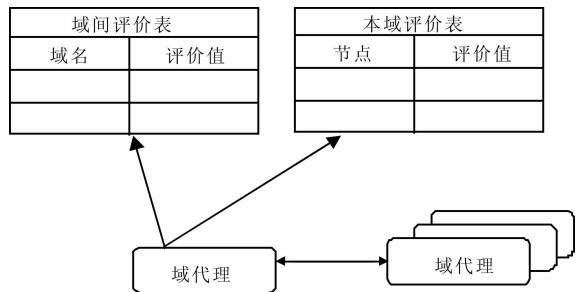 域间评价表
域名 评价值
本域评价表
节点 评价值
域代理
域代理